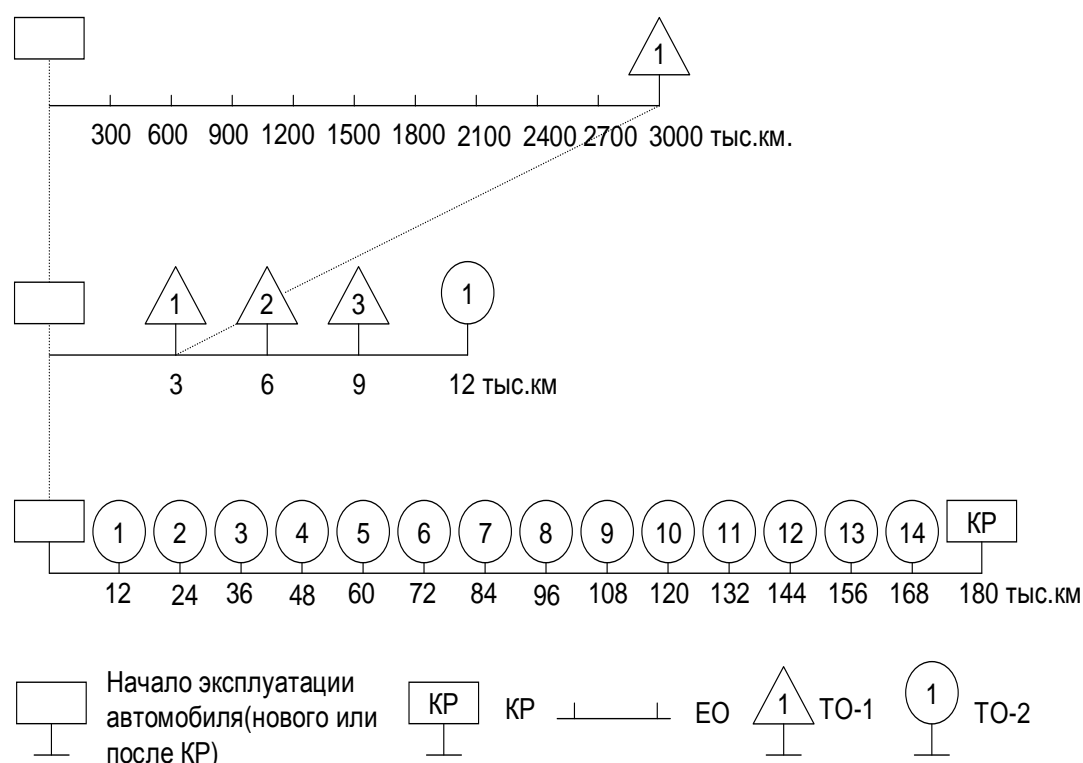 1
300 600 900 1200 1500 1800 2100 2400 2700 3000 тыс.км.
1 2 3 1
3 6 9 12 тыс.км
1 2 3 4 5 6 7 8 9 10 11 12 13 14 КР
12 24 36 48 60 72 84 96 108 120 132 144 156 168 180 тыс.км
Начало эксплуатации
автомобиля(нового или
после КР)
КР КР ЕО 1 ТО-1 1 ТО-2